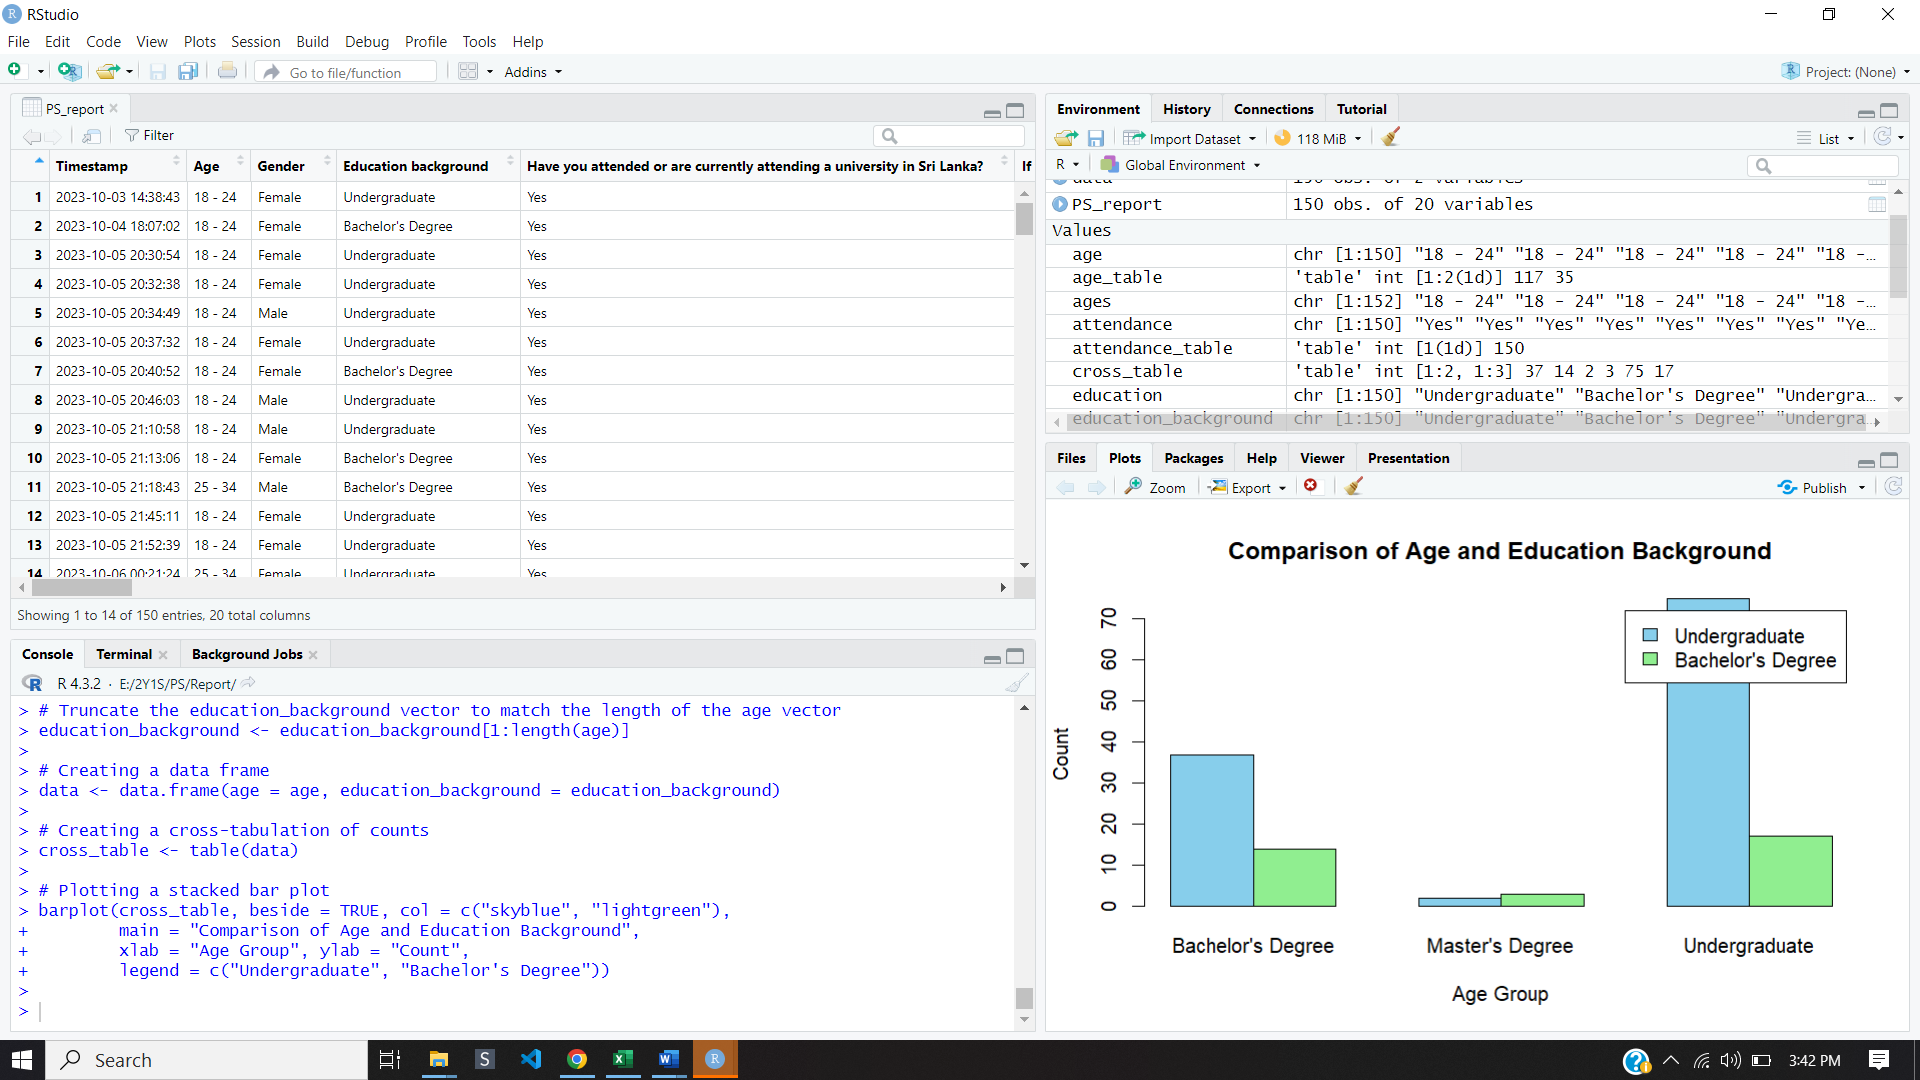 RStudio
File Edit Code View Plots Session Build Debug Profile Tools Help
Go to file/function Addins Project: (None)
PS_report
Filter
Timestamp Age Gender Education background Have you attended or are currently attending a university in Sri Lanka? If
1 2023-10-03 14:38:43 18 - 24 Female Undergraduate Yes
2 2023-10-04 18:07:02 18 - 24 Female Bachelor's Degree Yes
3 2023-10-05 20:30:54 18 - 24 Female Undergraduate Yes
4 2023-10-05 20:32:38 18 - 24 Female Undergraduate Yes
5 2023-10-05 20:34:49 18 - 24 Male Undergraduate Yes
6 2023-10-05 20:37:32 18 - 24 Female Undergraduate Yes
7 2023-10-05 20:40:52 18 - 24 Female Bachelor's Degree Yes
8 2023-10-05 20:46:03 18 - 24 Male Undergraduate Yes
9 2023-10-05 21:10:58 18 - 24 Male Undergraduate Yes
10 2023-10-05 21:13:06 18 - 24 Female Bachelor's Degree Yes
11 2023-10-05 21:18:43 25 - 34 Male Bachelor's Degree Yes
12 2023-10-05 21:45:11 18 - 24 Female Undergraduate Yes
13 2023-10-05 21:52:39 18 - 24 Female Undergraduate Yes
14 2023-10-06 00:21:24 25 - 34 Female Undergraduate Yes
Showing 1 to 14 of 150 entries, 20 total columns
Console Terminal Background Jobs
R 4.3.2 · E:/2Y1S/PS/Report/
> # Truncate the education_background vector to match the length of the age vector
> education_background <- education_background[1:length(age)]
>
> # Creating a data frame
> data <- data.frame(age = age, education_background = education_background)
>
> # Creating a cross-tabulation of counts
> cross_table <- table(data)
>
> # Plotting a stacked bar plot
> barplot(cross_table, beside = TRUE, col = c("skyblue", "lightgreen"),
+         main = "Comparison of Age and Education Background",
+         xlab = "Age Group", ylab = "Count",
+         legend = c("Undergraduate", "Bachelor's Degree"))
>
>
Environment History Connections Tutorial
Import Dataset 118 MiB List
R Global Environment
data 150 obs. of 2 variables
PS_report 150 obs. of 20 variables
Values
age chr [1:150] "18 - 24" "18 - 24" "18 - 24" "18 - 24" "18 -…
age_table 'table' int [1:2(1d)] 117 35
ages chr [1:152] "18 - 24" "18 - 24" "18 - 24" "18 - 24" "18 -…
attendance chr [1:150] "Yes" "Yes" "Yes" "Yes" "Yes" "Yes" "Yes" "Ye…
attendance_table 'table' int [1(1d)] 150
cross_table 'table' int [1:2, 1:3] 37 14 2 3 75 17
education chr [1:150] "Undergraduate" "Bachelor's Degree" "Undergra…
education_background chr [1:150] "Undergraduate" "Bachelor's Degree" "Undergra…
Files Plots Packages Help Viewer Presentation
Zoom Export Publish
Comparison of Age and Education Background
Undergraduate
Bachelor's Degree
70
60
50
40
30
20
10
0
Count
Bachelor's Degree Master's Degree Undergraduate
Age Group
Search
3:42 PM